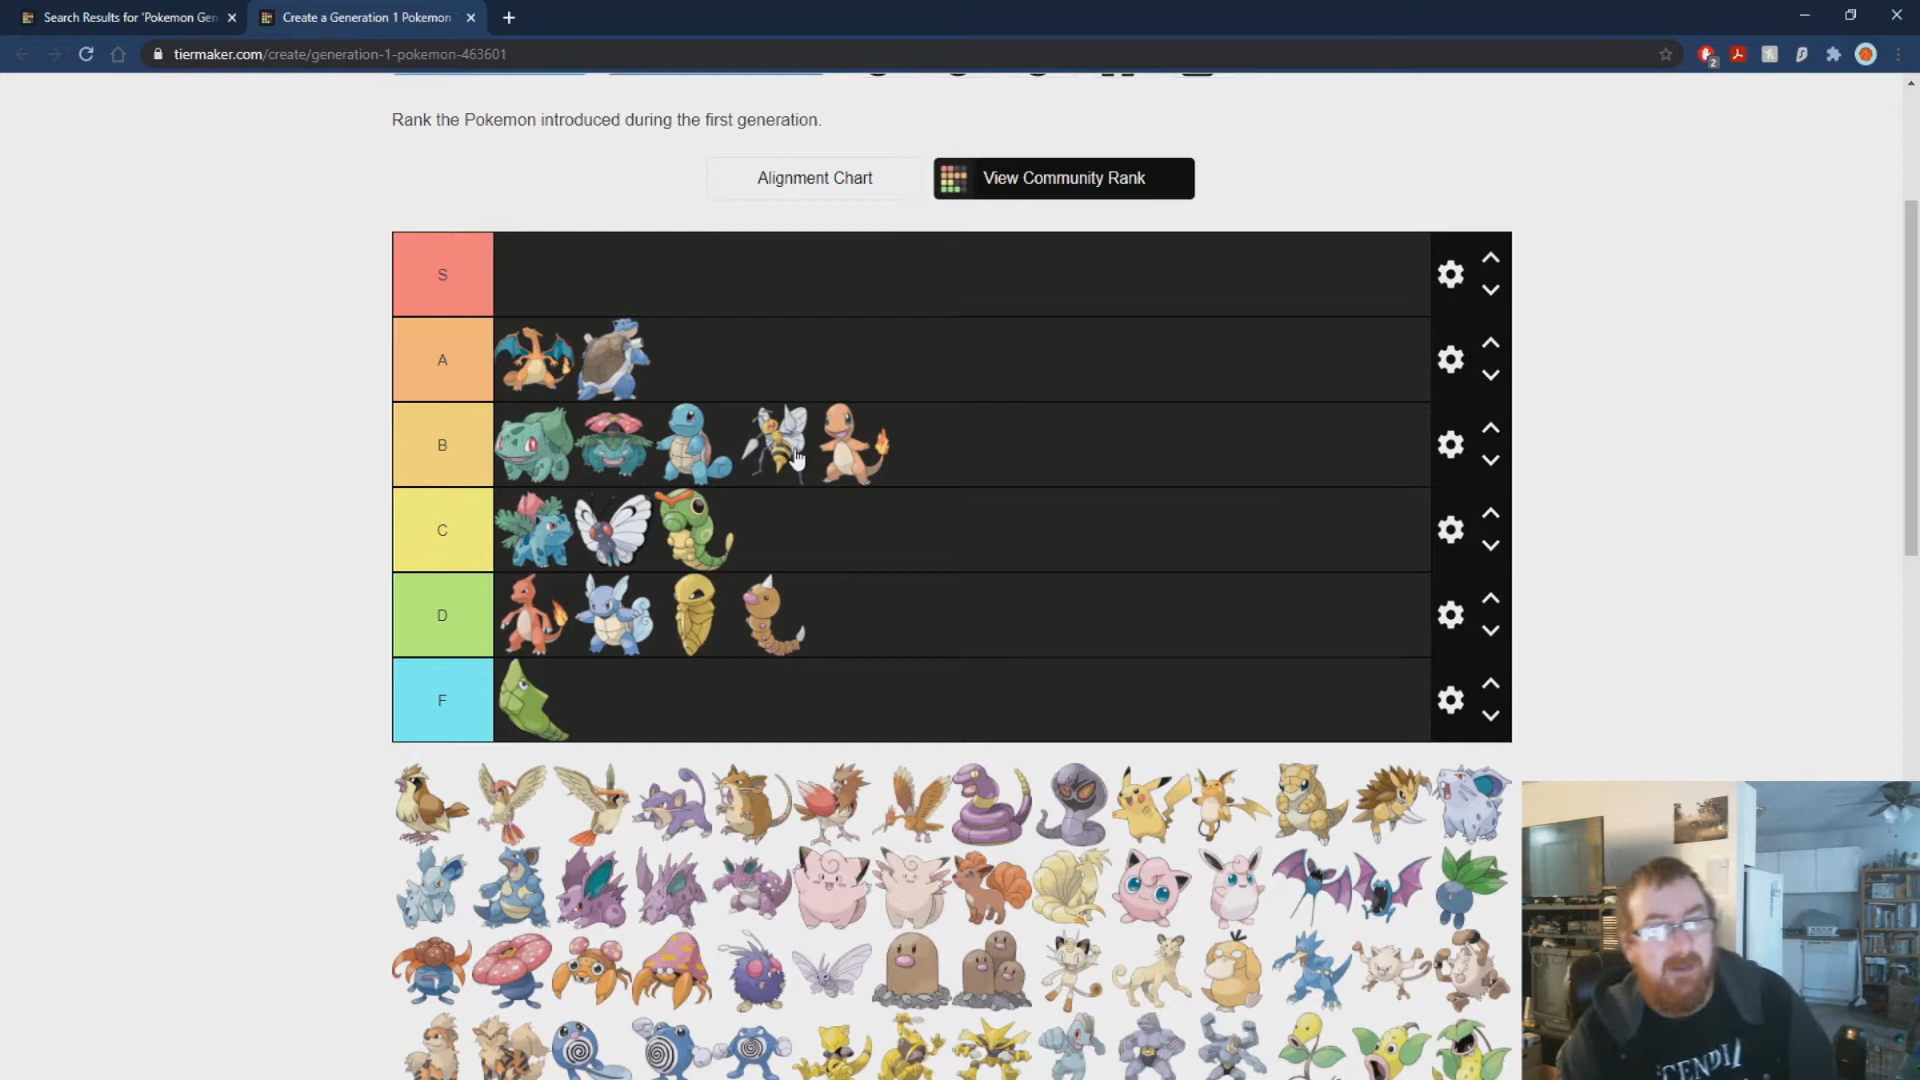 Search Results for 'Pokemon Gen
Create a Generation 1 Pokemon
tiermaker.com/create/generation-1-pokemon-463601
2
Rank the Pokemon introduced during the first generation.
Alignment Chart
View Community Rank
S
A
B
C
D
F